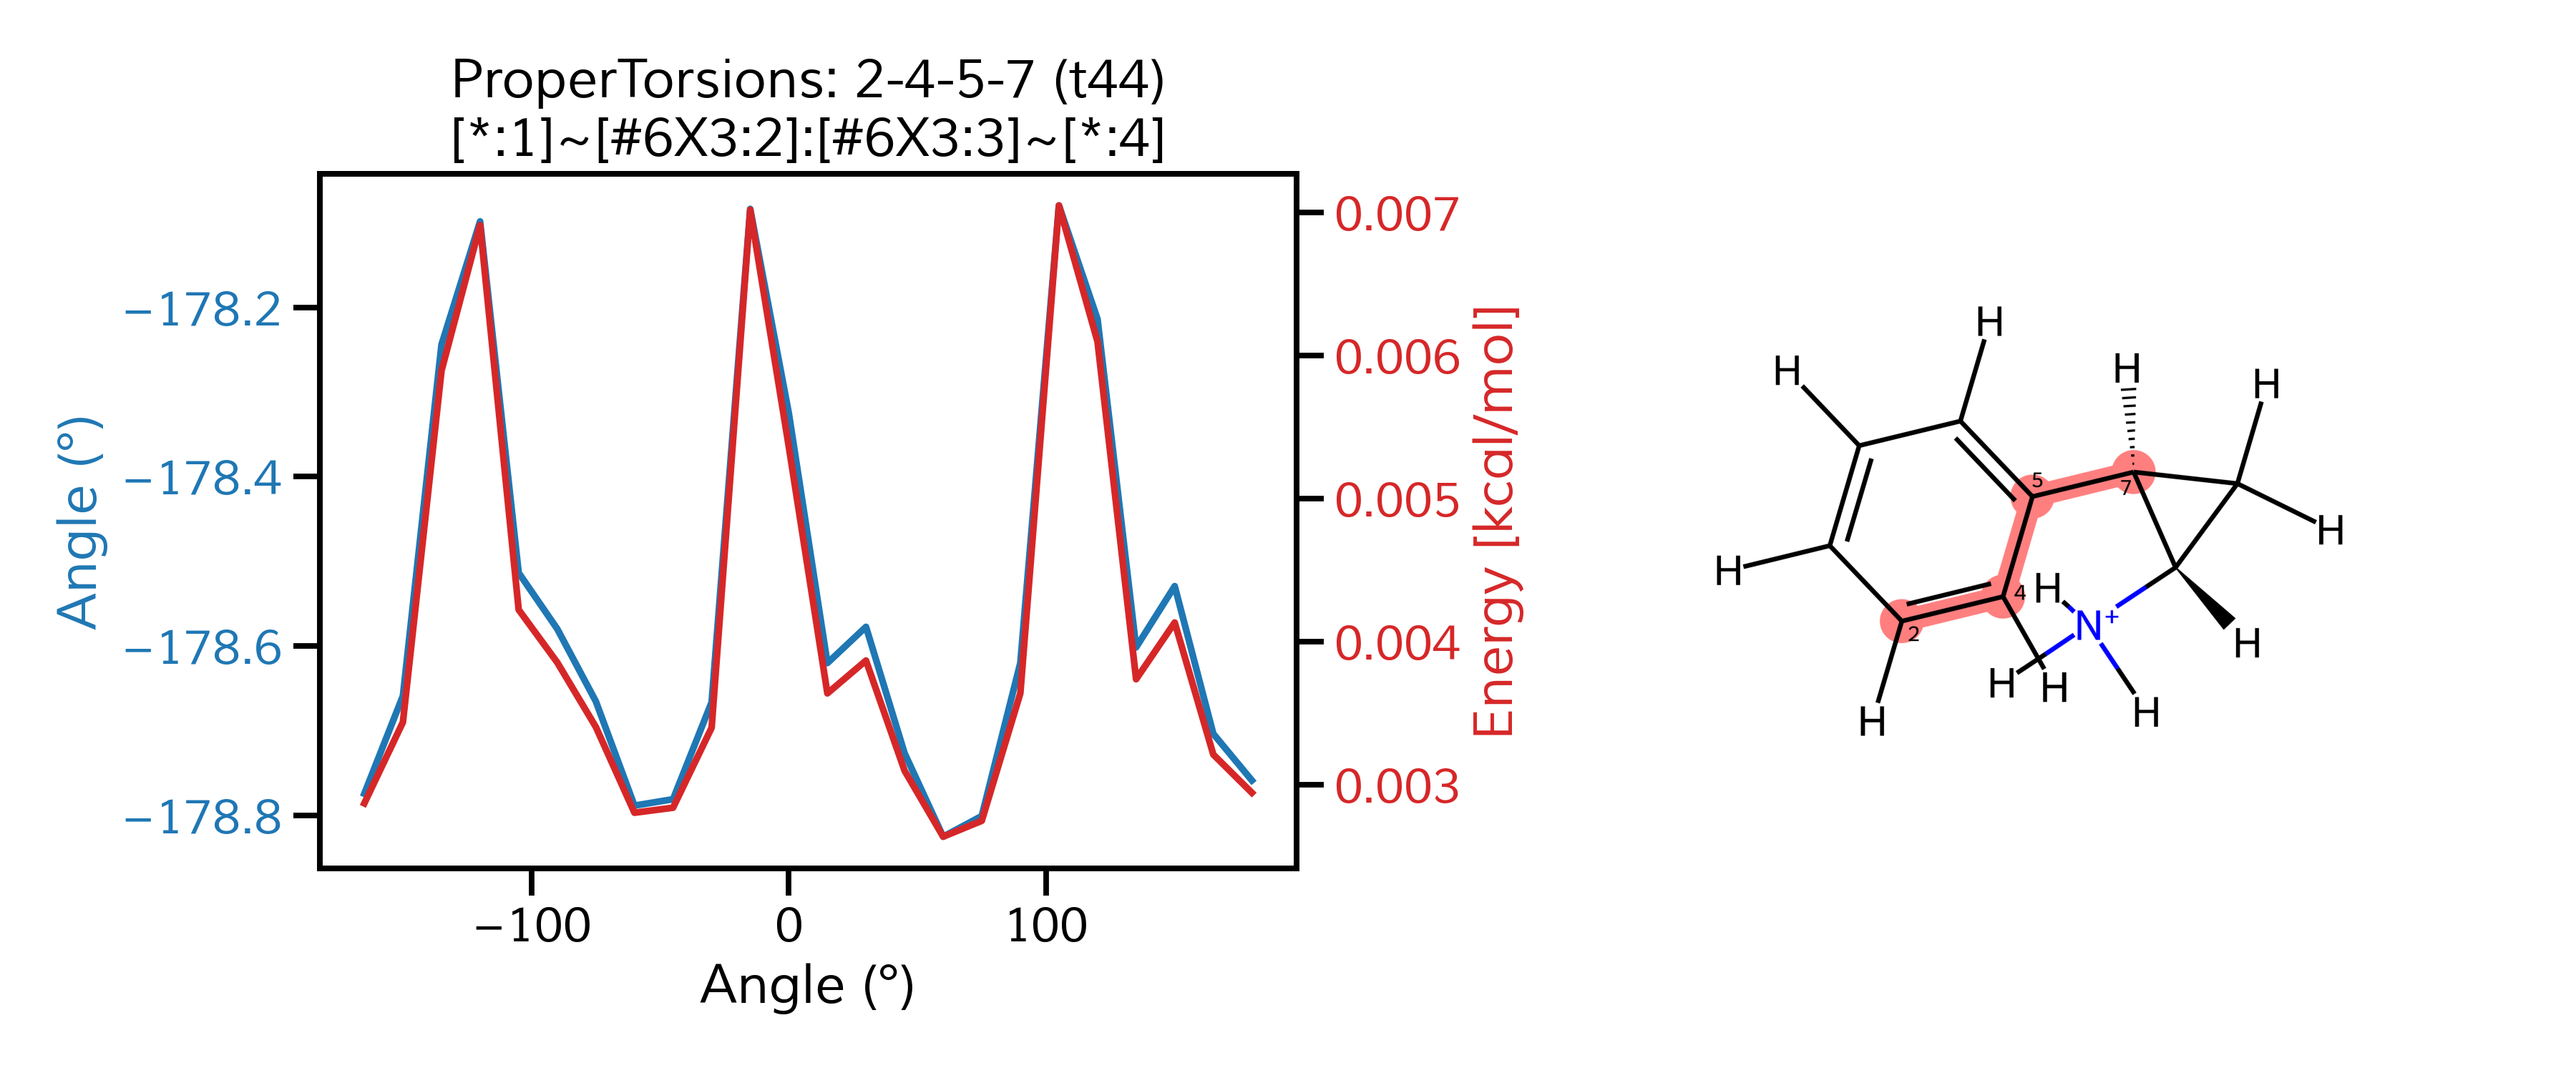 ProperTorsions: 2-4-5-7 (t44)
[*:1]~[#6X3:2]:[#6X3:3]~[*:4]
Angle (°)
−178.2
−178.4
−178.6
−178.8
0.007
0.006
0.005
0.004
0.003
Energy [kcal/mol]
−100
0
100
Angle (°)
H
H
H
H
H
H
H
H
H
H
H
H
N⁺
5
7
4
2